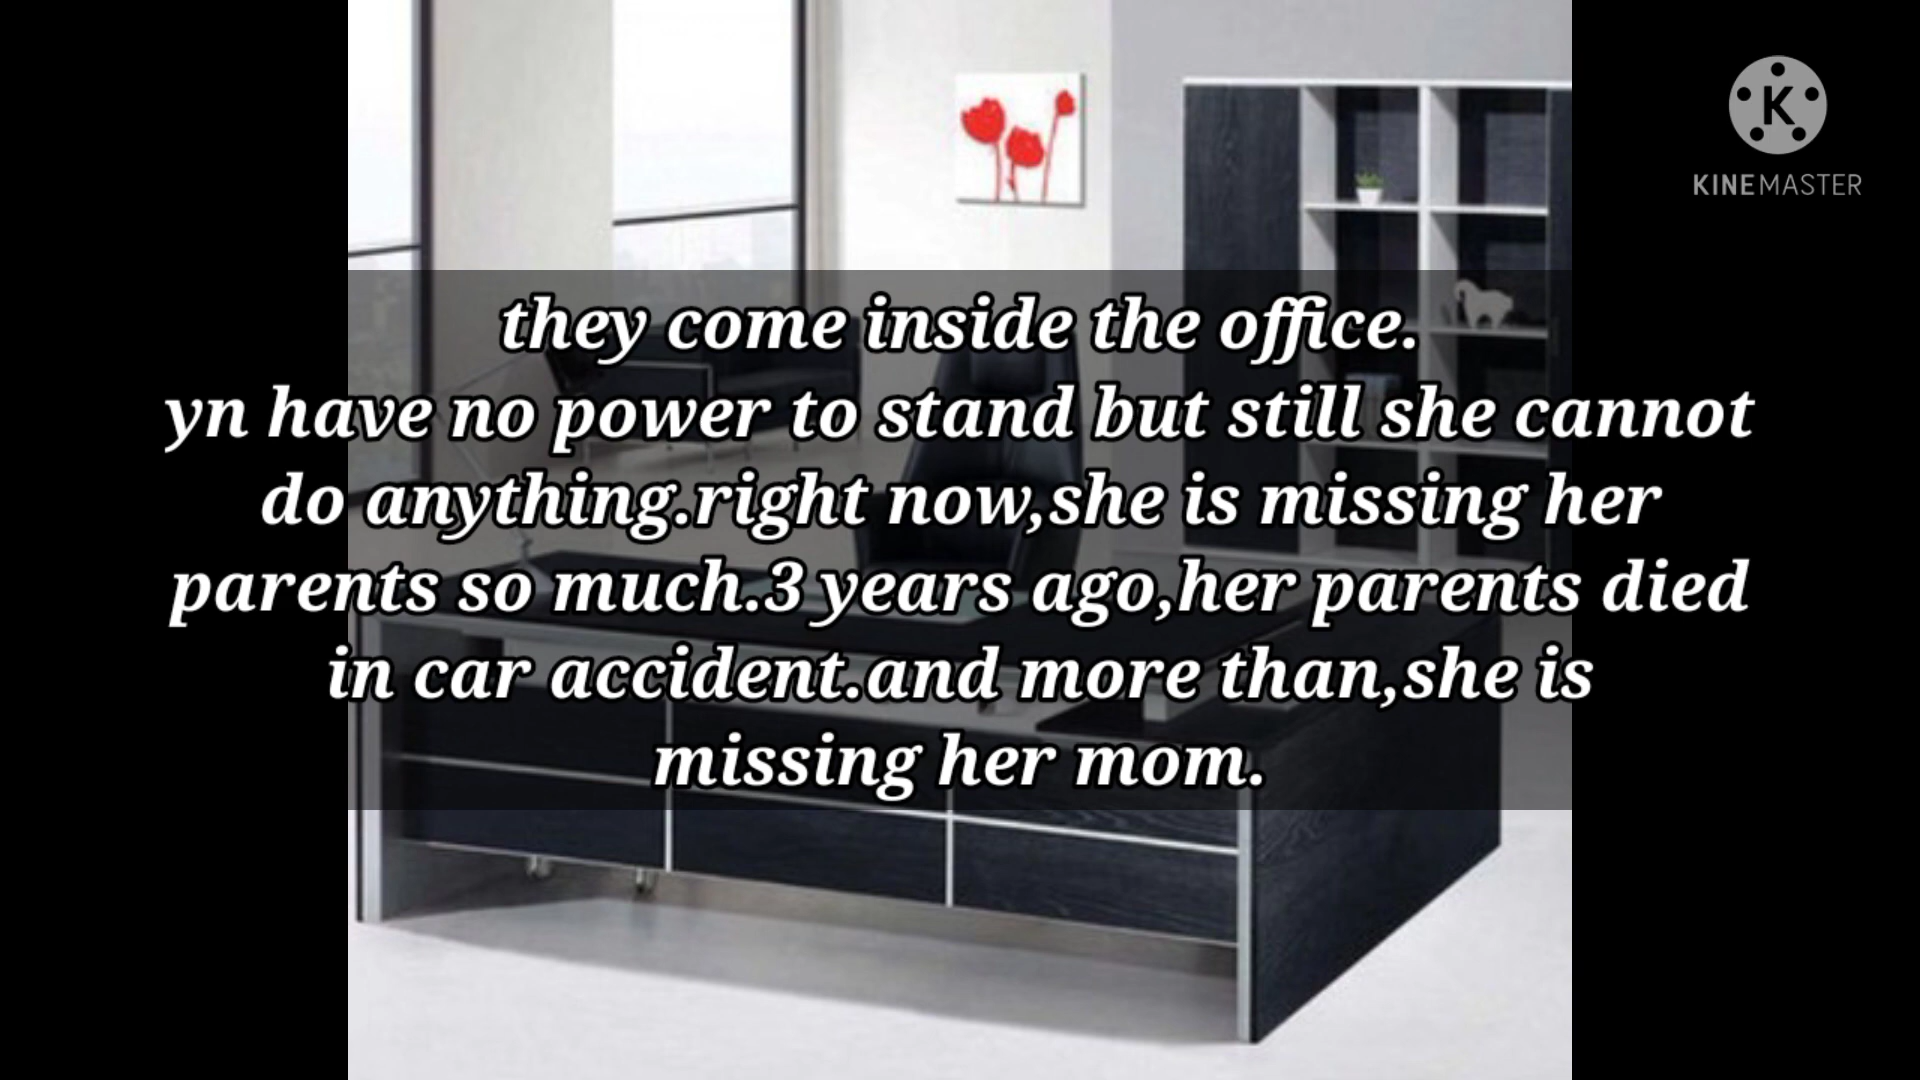 K
KINEMASTER
they come inside the office.
yn have no power to stand but still she cannot
do anything.right now,she is missing her
parents so much.3 years ago,her parents died
in car accident.and more than,she is
missing her mom.